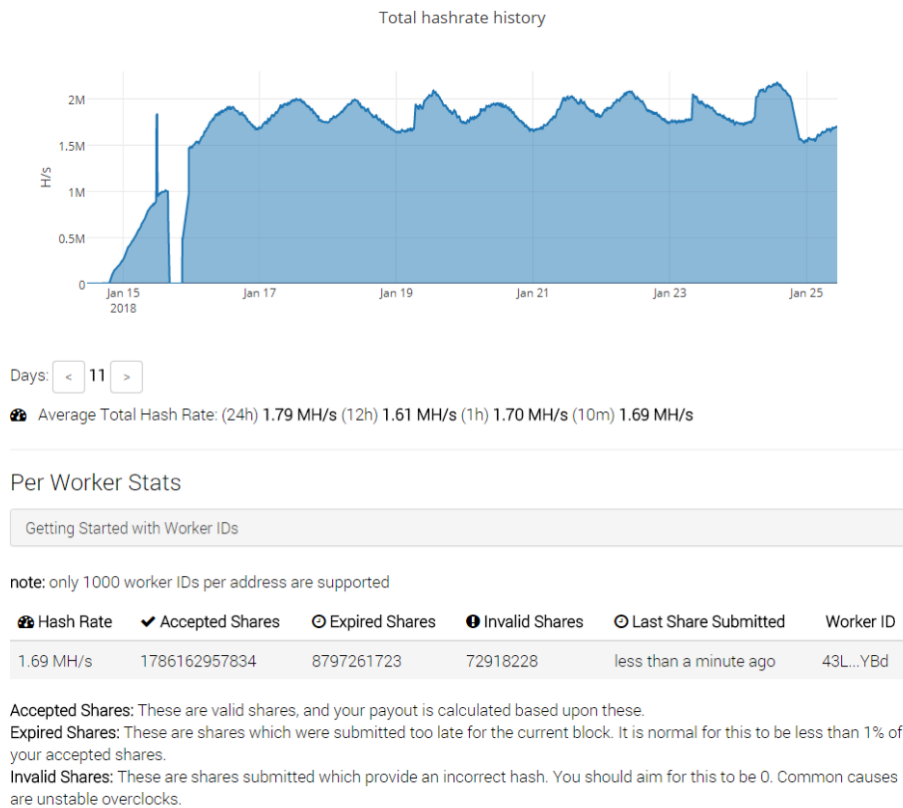 Total hashrate history
2M
1.5M
1M
0.5M
0
H/s
Jan 15
2018
Jan 17
Jan 19
Jan 21
Jan 23
Jan 25
Days: < 11 >
Average Total Hash Rate: (24h) 1.79 MH/s (12h) 1.61 MH/s (1h) 1.70 MH/s (10m) 1.69 MH/s
Per Worker Stats
Getting Started with Worker IDs
note: only 1000 worker IDs per address are supported
Hash Rate Accepted Shares Expired Shares Invalid Shares Last Share Submitted Worker ID
1.69 MH/s 1786162957834 8797261723 72918228 less than a minute ago 43L...YBd
Accepted Shares: These are valid shares, and your payout is calculated based upon these.
Expired Shares: These are shares which were submitted too late for the current block. It is normal for this to be less than 1% of
your accepted shares.
Invalid Shares: These are shares submitted which provide an incorrect hash. You should aim for this to be 0. Common causes
are unstable overclocks.